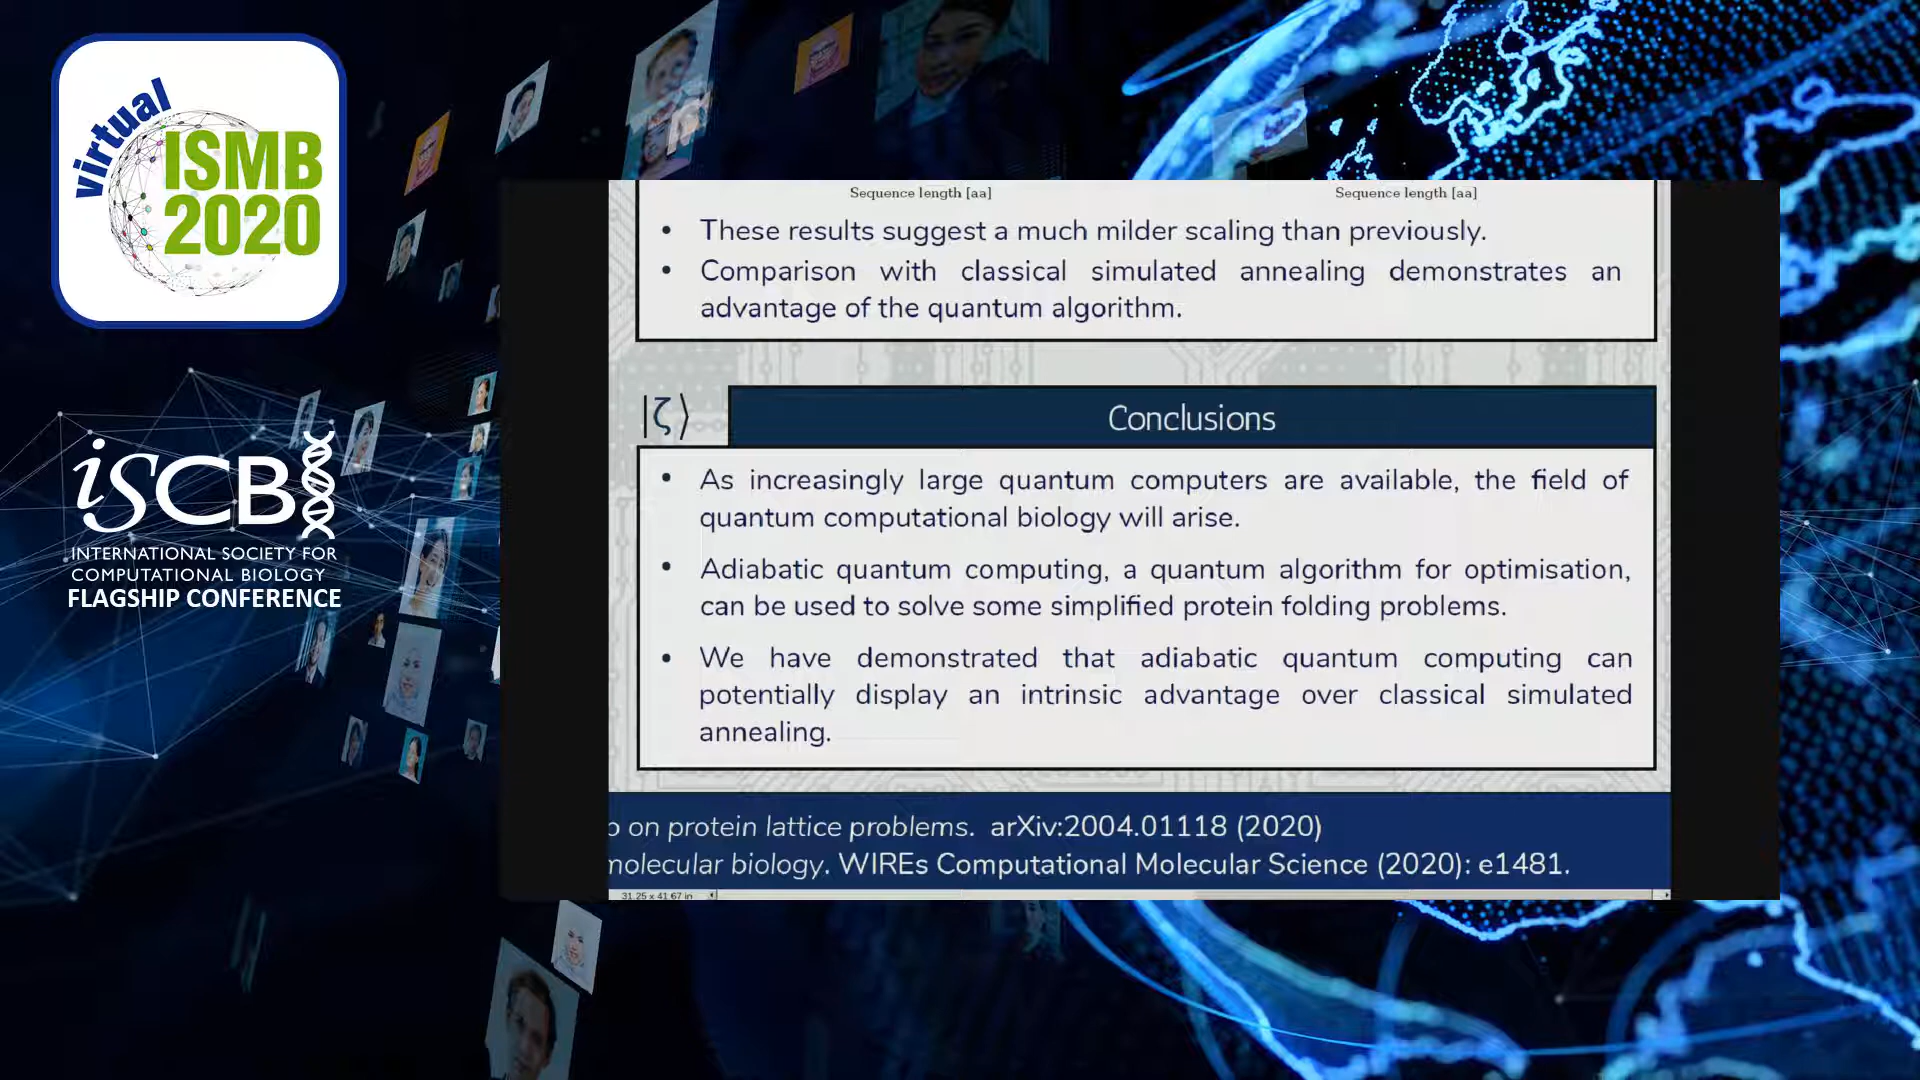 virtual
ISMB
2020
iSCB
INTERNATIONAL SOCIETY FOR
COMPUTATIONAL BIOLOGY
FLAGSHIP CONFERENCE
Sequence length [aa] Sequence length [aa]
• These results suggest a much milder scaling than previously.
• Comparison with classical simulated annealing demonstrates an
advantage of the quantum algorithm.
|ζ⟩ Conclusions
• As increasingly large quantum computers are available, the field of
quantum computational biology will arise.
• Adiabatic quantum computing, a quantum algorithm for optimisation,
can be used to solve some simplified protein folding problems.
• We have demonstrated that adiabatic quantum computing can
potentially display an intrinsic advantage over classical simulated
annealing.
on protein lattice problems. arXiv:2004.01118 (2020)
molecular biology. WIREs Computational Molecular Science (2020): e1481.
31.25 x 41.67 in